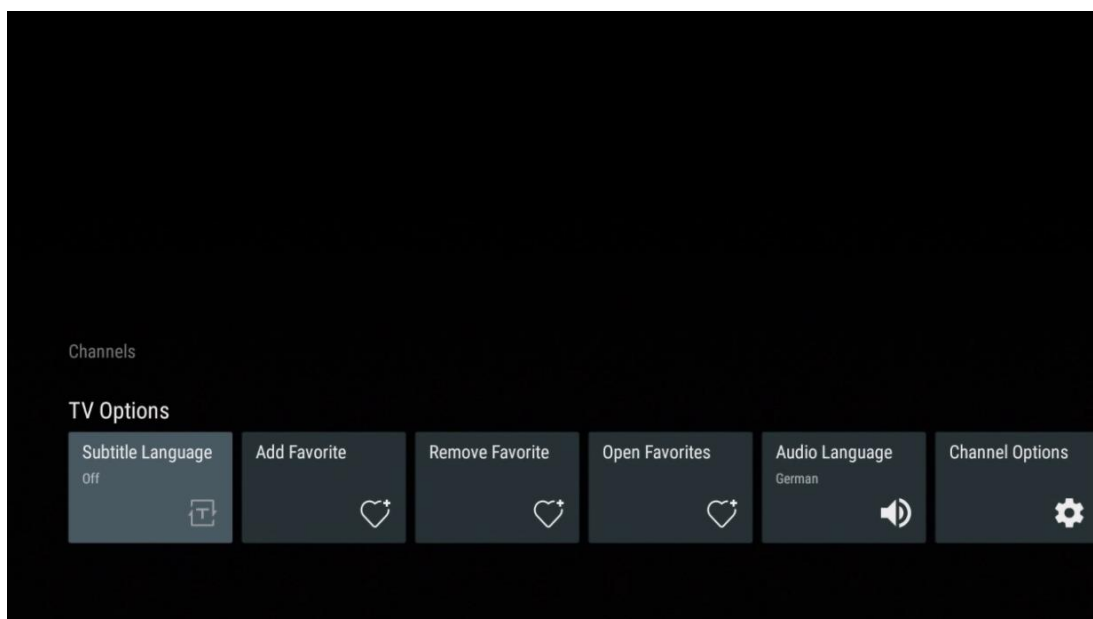 Channels
TV Options
Subtitle Language
Off
Add Favorite
Remove Favorite
Open Favorites
Audio Language
German
Channel Options